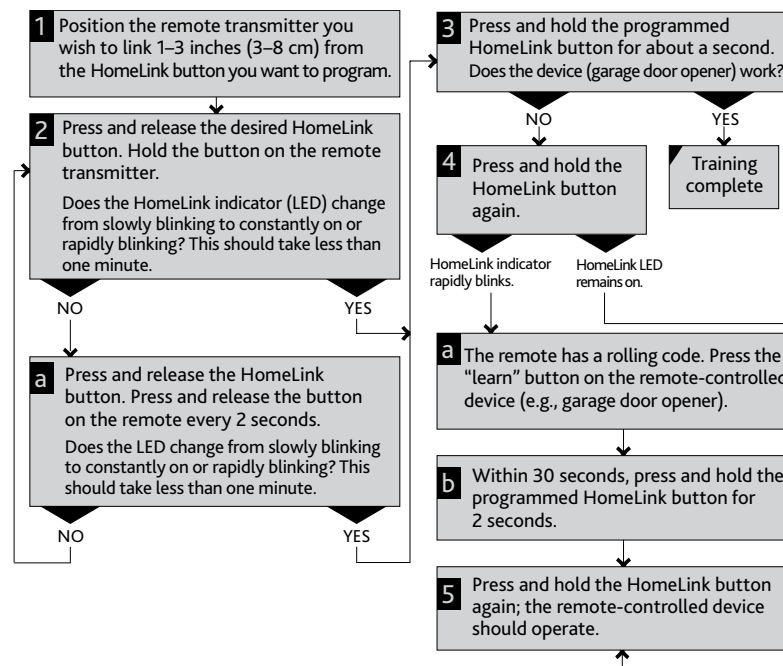 1 Position the remote transmitter you
wish to link 1–3 inches (3–8 cm) from
the HomeLink button you want to program.
2 Press and release the desired HomeLink
button. Hold the button on the remote
transmitter.
Does the HomeLink indicator (LED) change
from slowly blinking to constantly on or
rapidly blinking? This should take less than
one minute.
NO
YES
a Press and release the HomeLink
button. Press and release the button
on the remote every 2 seconds.
Does the LED change from slowly blinking
to constantly on or rapidly blinking? This
should take less than one minute.
NO
YES
3 Press and hold the programmed
HomeLink button for about a second.
Does the device (garage door opener) work?
NO
YES
4 Press and hold the
HomeLink button
again.
Training
complete
HomeLink indicator
rapidly blinks.
HomeLink LED
remains on.
a The remote has a rolling code. Press the
“learn” button on the remote-controlled
device (e.g., garage door opener).
b Within 30 seconds, press and hold the
programmed HomeLink button for
2 seconds.
5 Press and hold the HomeLink button
again; the remote-controlled device
should operate.